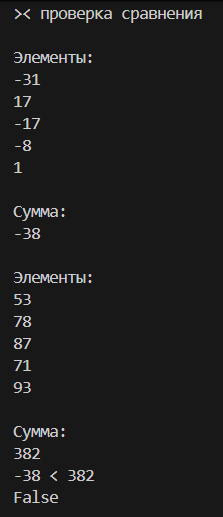 >< проверка сравнения
Элементы:
-31
17
-17
-8
1
Сумма:
-38
Элементы:
53
78
87
71
93
Сумма:
382
-38 < 382
False